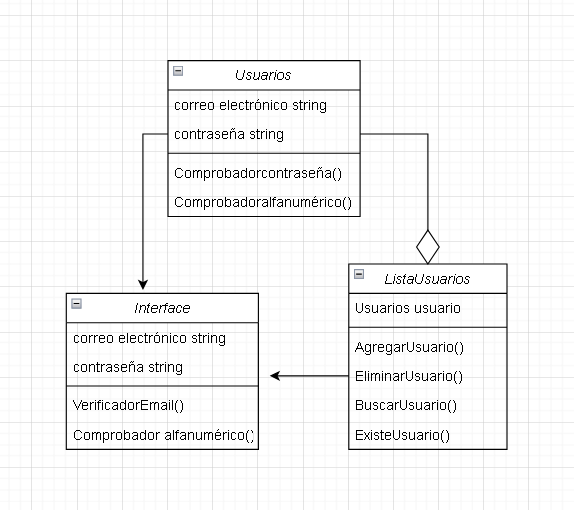 Usuarios
correo electrónico string
contraseña string
Comprobadorcontraseña()
Comprobadoralfanumérico()
ListaUsuarios
Usuarios usuario
AgregarUsuario()
EliminarUsuario()
BuscarUsuario()
ExisteUsuario()
Interface
correo electrónico string
contraseña string
VerificadorEmail()
Comprobador alfanumérico()